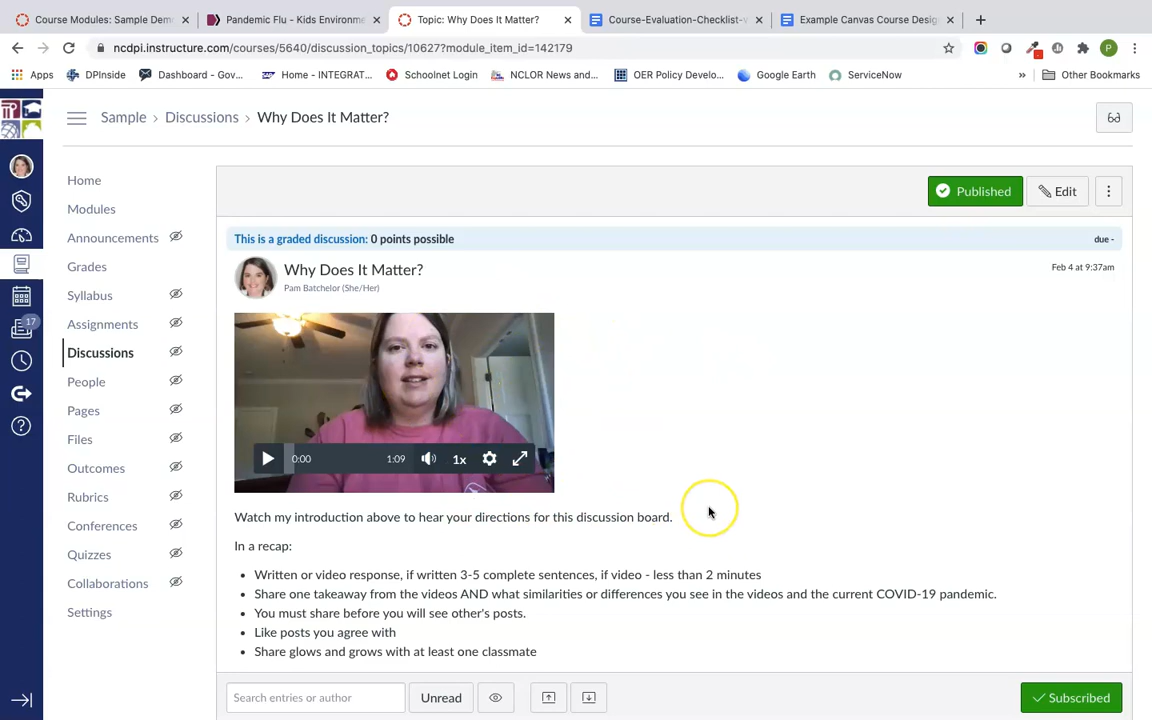 Course Modules: Sample Demo
Pandemic Flu - Kids Environme
Topic: Why Does It Matter?
Course-Evaluation-Checklist-v
Example Canvas Course Desig
ncdpi.instructure.com/courses/5640/discussion_topics/10627?module_item_id=142179
P
Apps
DPInside
Dashboard - Gov...
Home - INTEGRAT...
Schoolnet Login
NCLOR News and...
OER Policy Develo...
Google Earth
ServiceNow
»
Other Bookmarks
Sample > Discussions > Why Does It Matter?
Home
Modules
Announcements
Grades
Syllabus
Assignments
17
Discussions
People
Pages
Files
Outcomes
Rubrics
Conferences
Quizzes
Collaborations
Settings
Published
Edit
This is a graded discussion: 0 points possible
due -
Why Does It Matter?
Feb 4 at 9:37am
Pam Batchelor (She/Her)
0:00
1:09
1x
Watch my introduction above to hear your directions for this discussion board.
In a recap:
• Written or video response, if written 3-5 complete sentences, if video - less than 2 minutes
• Share one takeaway from the videos AND what similarities or differences you see in the videos and the current COVID-19 pandemic.
• You must share before you will see other's posts.
• Like posts you agree with
• Share glows and grows with at least one classmate
Search entries or author
Unread
Subscribed